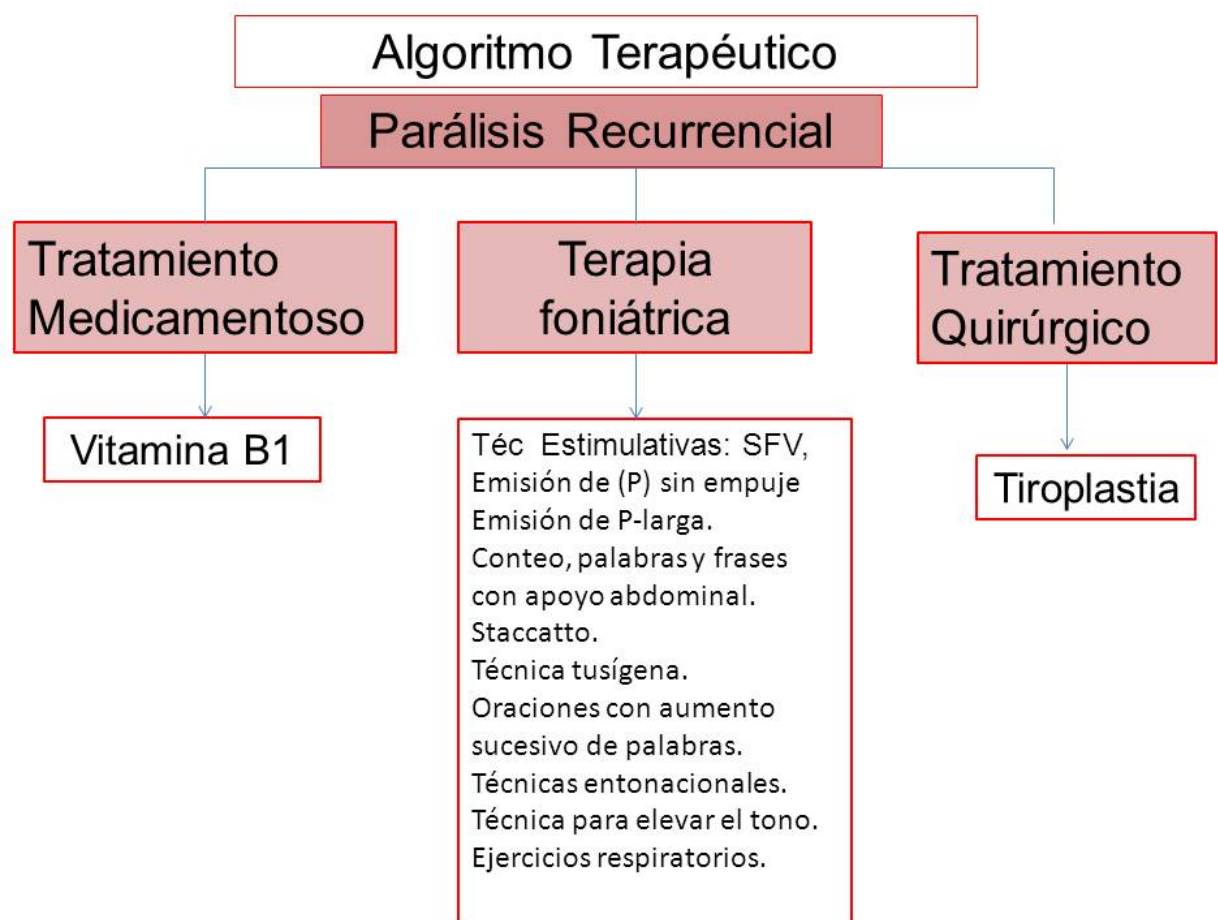 Algoritmo Terapéutico
Parálisis Recurrencial
Tratamiento
Medicamentoso
Vitamina B1
Terapia
foniátrica
Téc Estimulativas: SFV,
Emisión de (P) sin empuje
Emisión de P-larga.
Conteo, palabras y frases
con apoyo abdominal.
Staccatto.
Técnica tusígena.
Oraciones con aumento
sucesivo de palabras.
Técnicas entonacionales.
Técnica para elevar el tono.
Ejercicios respiratorios.
Tratamiento
Quirúrgico
Tiroplastia